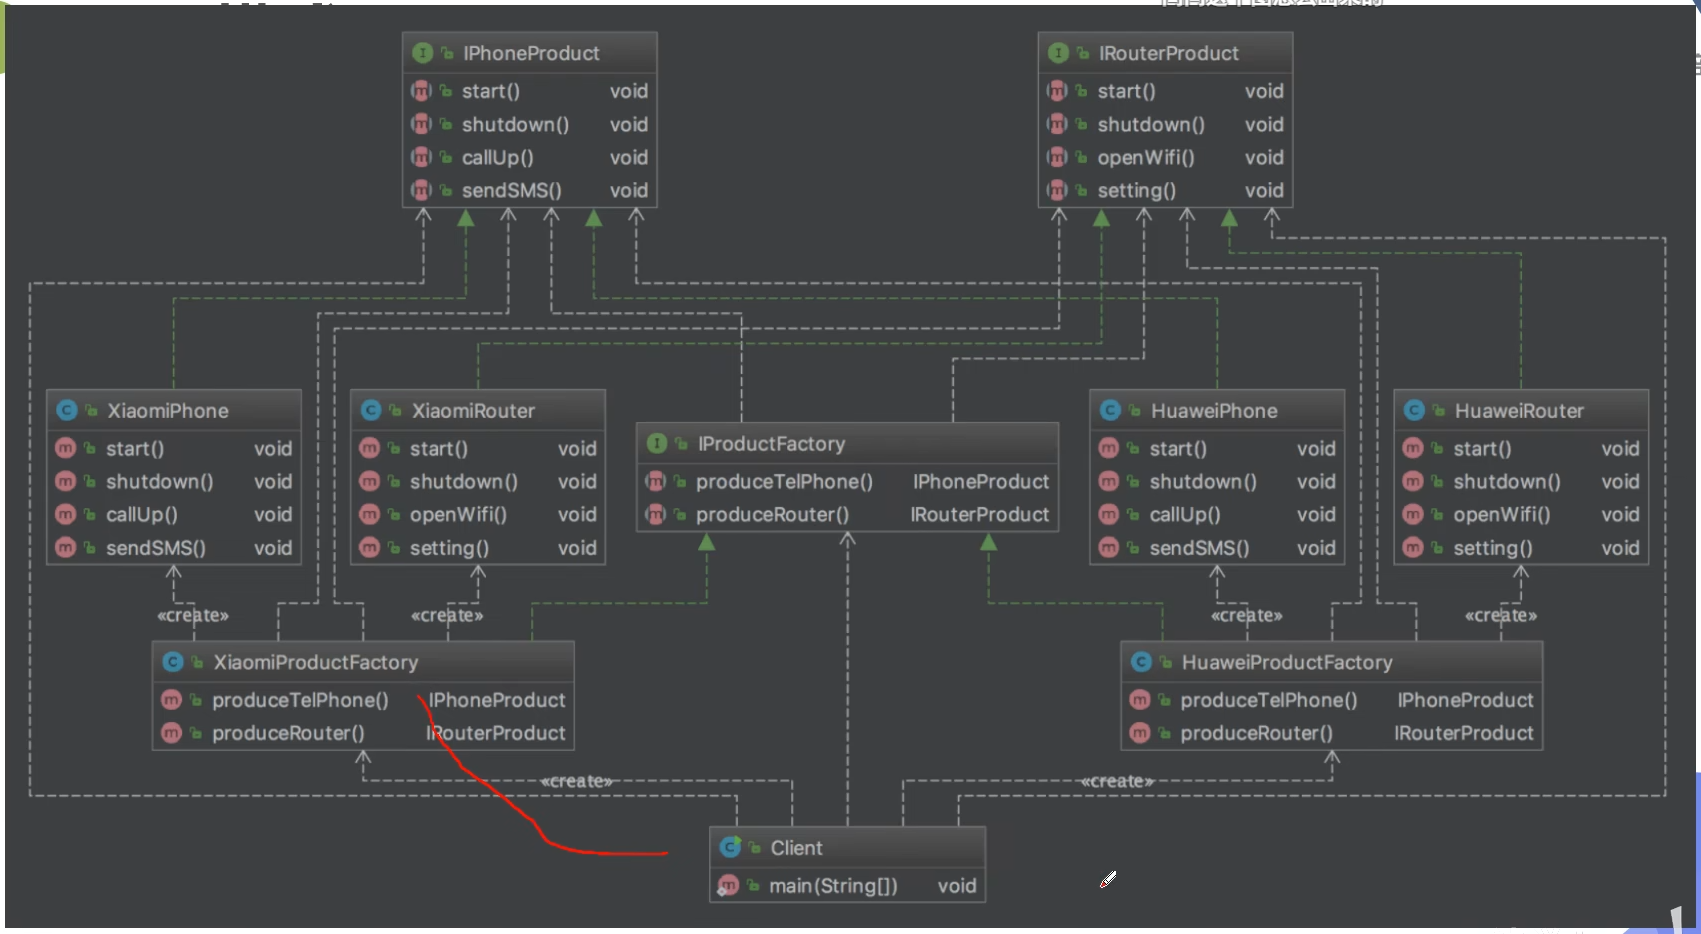 IPhoneProduct
start() void
shutdown() void
callUp() void
sendSMS() void
IRouterProduct
start() void
shutdown() void
openWifi() void
setting() void
XiaomiPhone
start() void
shutdown() void
callUp() void
sendSMS() void
XiaomiRouter
start() void
shutdown() void
openWifi() void
setting() void
IProductFactory
produceTelPhone() IPhoneProduct
produceRouter() IRouterProduct
HuaweiPhone
start() void
shutdown() void
callUp() void
sendSMS() void
HuaweiRouter
start() void
shutdown() void
openWifi() void
setting() void
«create»
«create»
«create»
«create»
XiaomiProductFactory
produceTelPhone() IPhoneProduct
produceRouter() IRouterProduct
HuaweiProductFactory
produceTelPhone() IPhoneProduct
produceRouter() IRouterProduct
«create»
«create»
Client
main(String[]) void